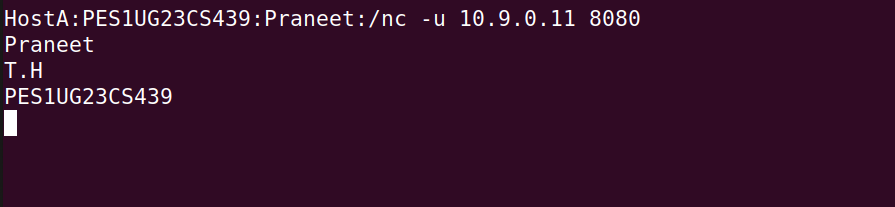 HostA:PES1UG23CS439:Praneet:/nc -u 10.9.0.11 8080
Praneet
T.H
PES1UG23CS439